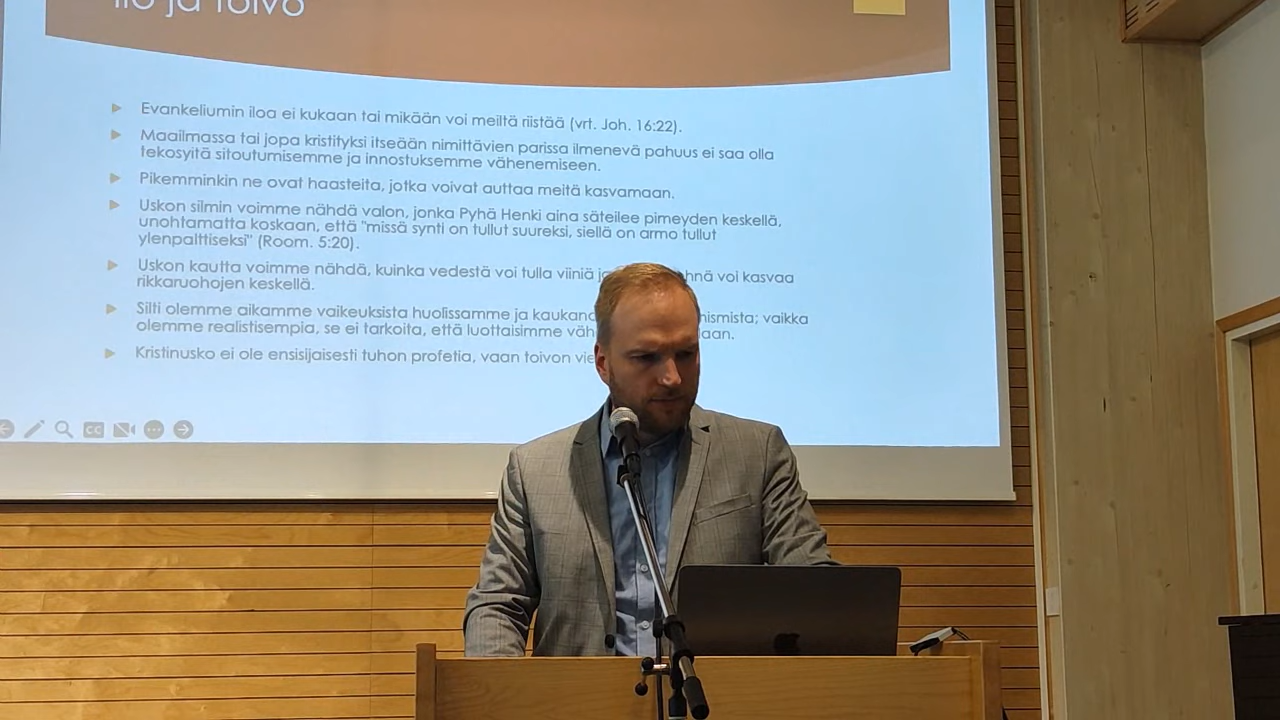 ilo ja toivo
Evankeliumin iloa ei kukaan tai mikään voi meiltä riistää (vrt. Joh. 16:22).
Maailmassa tai jopa kristityksi itseään nimittävien parissa ilmenevä pahuus ei saa olla
tekosyitä sitoutumisemme ja innostuksemme vähenemiseen.
Pikemminkin ne ovat haasteita, jotka voivat auttaa meitä kasvamaan.
Uskon silmin voimme nähdä valon, jonka Pyhä Henki aina säteilee pimeyden keskellä,
unohtamatta koskaan, että "missä synti on tullut suureksi, siellä on armo tullut
ylenpalttiseksi" (Room. 5:20).
Uskon kautta voimme nähdä, kuinka vedestä voi tulla viiniä voi kasvaa
rikkaruohojen keskellä.
Silti olemme aikamme vaikeuksista huolissamme ja vaikka
olemme realistisempia, se ei tarkoita, että luottaisimme
Kristinusko ei ole ensisijaisesti tuhon profetia, vaan toivon
CC